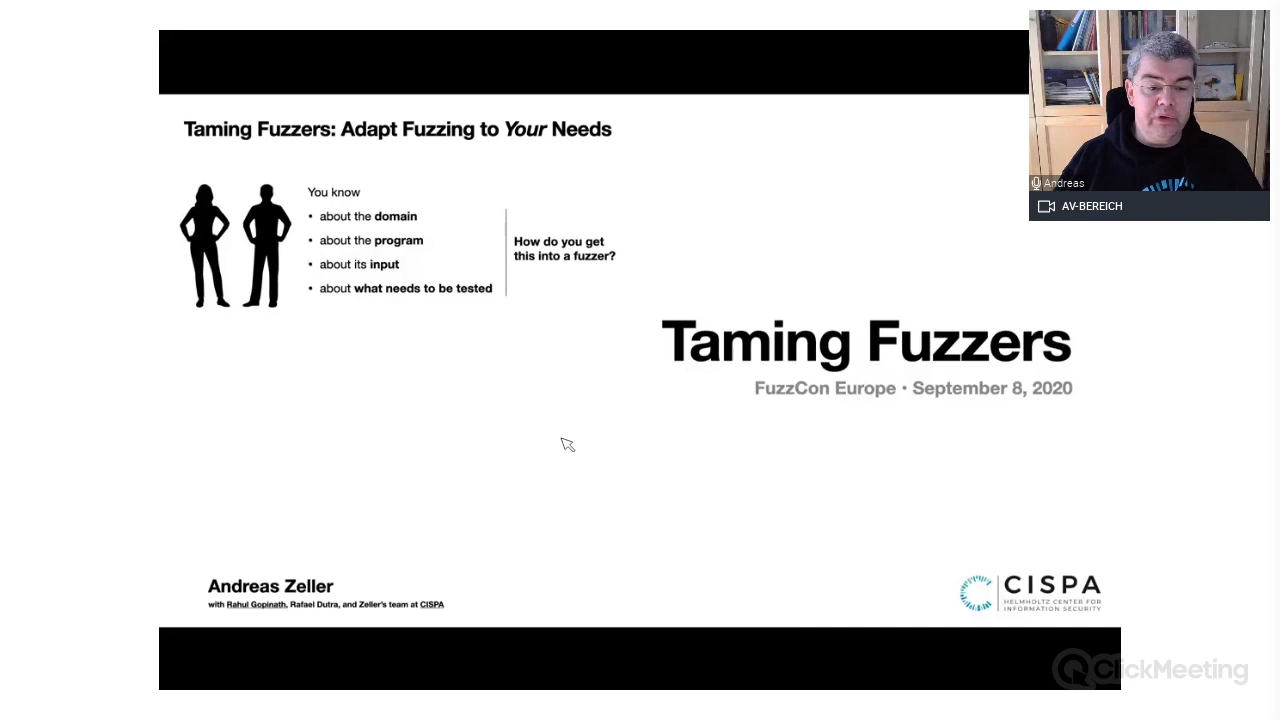 Taming Fuzzers: Adapt Fuzzing to Your Needs
You know
• about the domain
• about the program
• about its input
• about what needs to be tested
How do you get
this into a fuzzer?
Taming Fuzzers
FuzzCon Europe • September 8, 2020
Andreas Zeller
with Rahul Gopinath, Rafael Dutra, and Zeller's team at CISPA
CISPA
HELMHOLTZ CENTER FOR
INFORMATION SECURITY
Andreas
AV-BEREICH
ClickMeeting